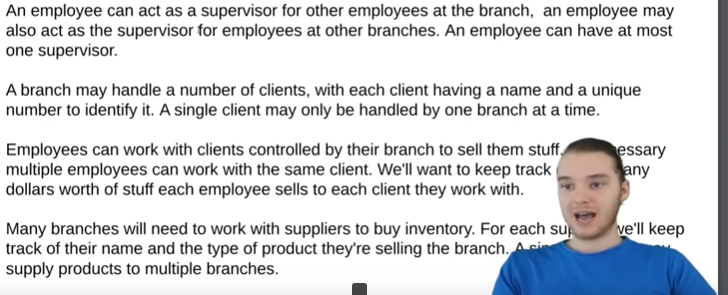 An employee can act as a supervisor for other employees at the branch, an employee may
also act as the supervisor for employees at other branches. An employee can have at most
one supervisor.
A branch may handle a number of clients, with each client having a name and a unique
number to identify it. A single client may only be handled by one branch at a time.
Employees can work with clients controlled by their branch to sell them stuff. essary
multiple employees can work with the same client. We'll want to keep track any
dollars worth of stuff each employee sells to each client they work with.
Many branches will need to work with suppliers to buy inventory. For each su we'll keep
track of their name and the type of product they're selling the branch. A
supply products to multiple branches.